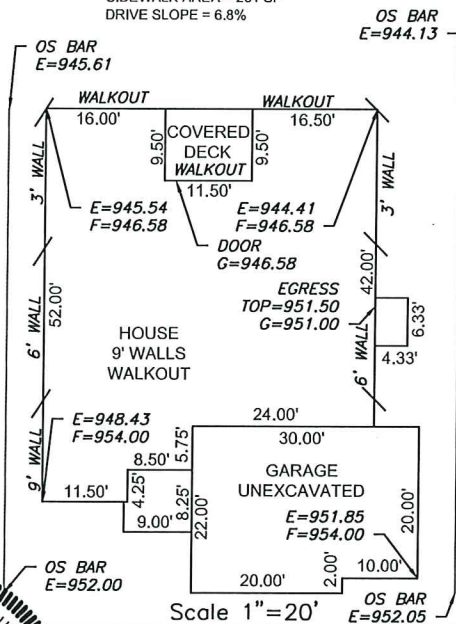 DRIVE SLOPE = 6.8%
OS BAR
E=944.13
OS BAR
E=945.61
WALKOUT
16.00'
WALKOUT
16.50'
COVERED
DECK
WALKOUT
9.50'
9.50'
11.50'
3' WALL
3' WALL
E=945.54
F=946.58
E=944.41
F=946.58
DOOR
G=946.58
42.00'
EGRESS
TOP=951.50
G=951.00
6.33'
4.33'
52.00'
6' WALL
6' WALL
HOUSE
9' WALLS
WALKOUT
E=948.43
F=954.00
24.00'
30.00'
9' WALL
11.50'
8.50'
5.75'
4.25'
9.00'
8.25'
22.00'
GARAGE
UNEXCAVATED
20.00'
E=951.85
F=954.00
2.00'
10.00'
20.00'
OS BAR
E=952.00
Scale 1"=20'
OS BAR
E=952.05